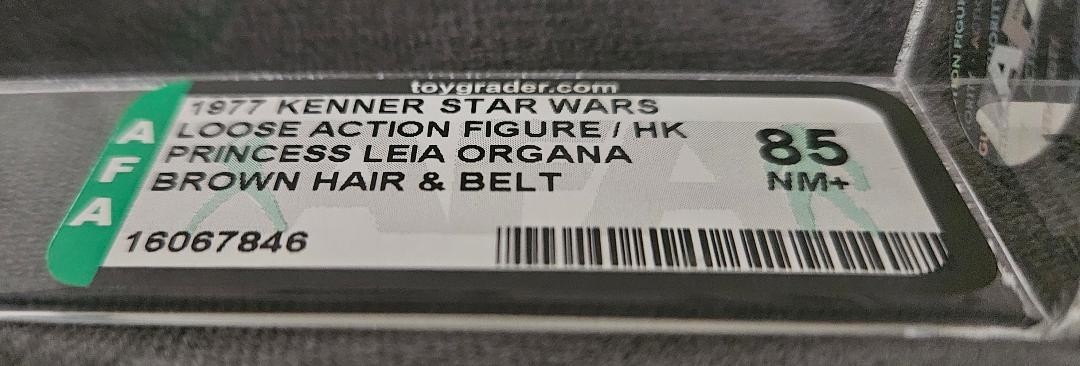 toygrader.com
1977 KENNER STAR WARS
LOOSE ACTION FIGURE / HK
PRINCESS LEIA ORGANA
BROWN HAIR & BELT
85
NM+
AFA
16067846